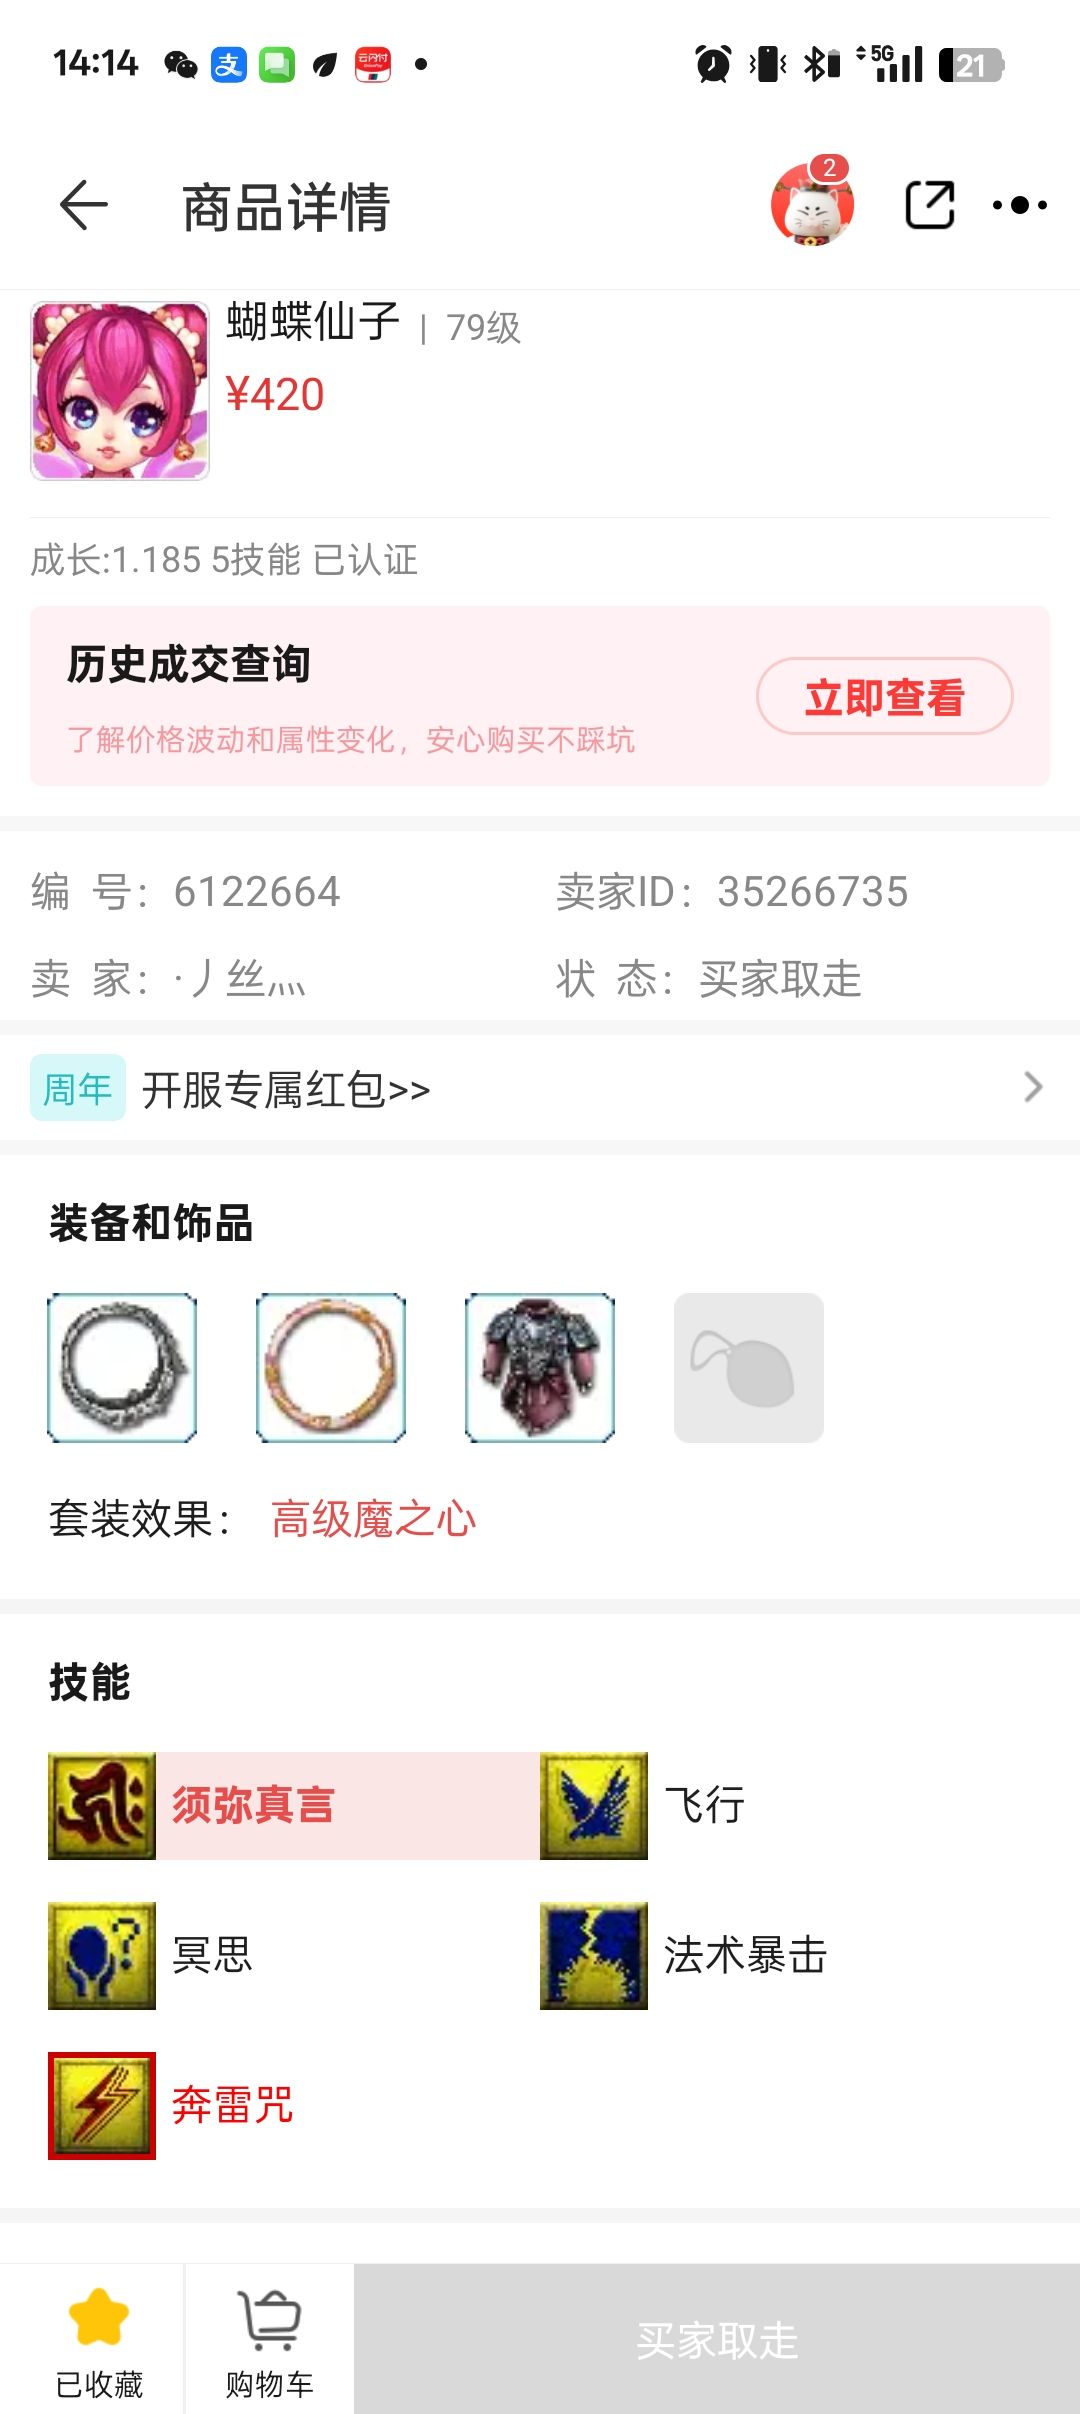 14:14
支
云闪付
5G
21
商品详情
2
蝴蝶仙子 | 79级
¥420
成长:1.185 5技能 已认证
历史成交查询
立即查看
了解价格波动和属性变化，安心购买不踩坑
编 号：6122664
卖家ID：35266735
卖 家：·丿丝灬
状 态：买家取走
周年 开服专属红包>>
装备和饰品
套装效果： 高级魔之心
技能
须弥真言
飞行
冥思
法术暴击
奔雷咒
已收藏
购物车
买家取走